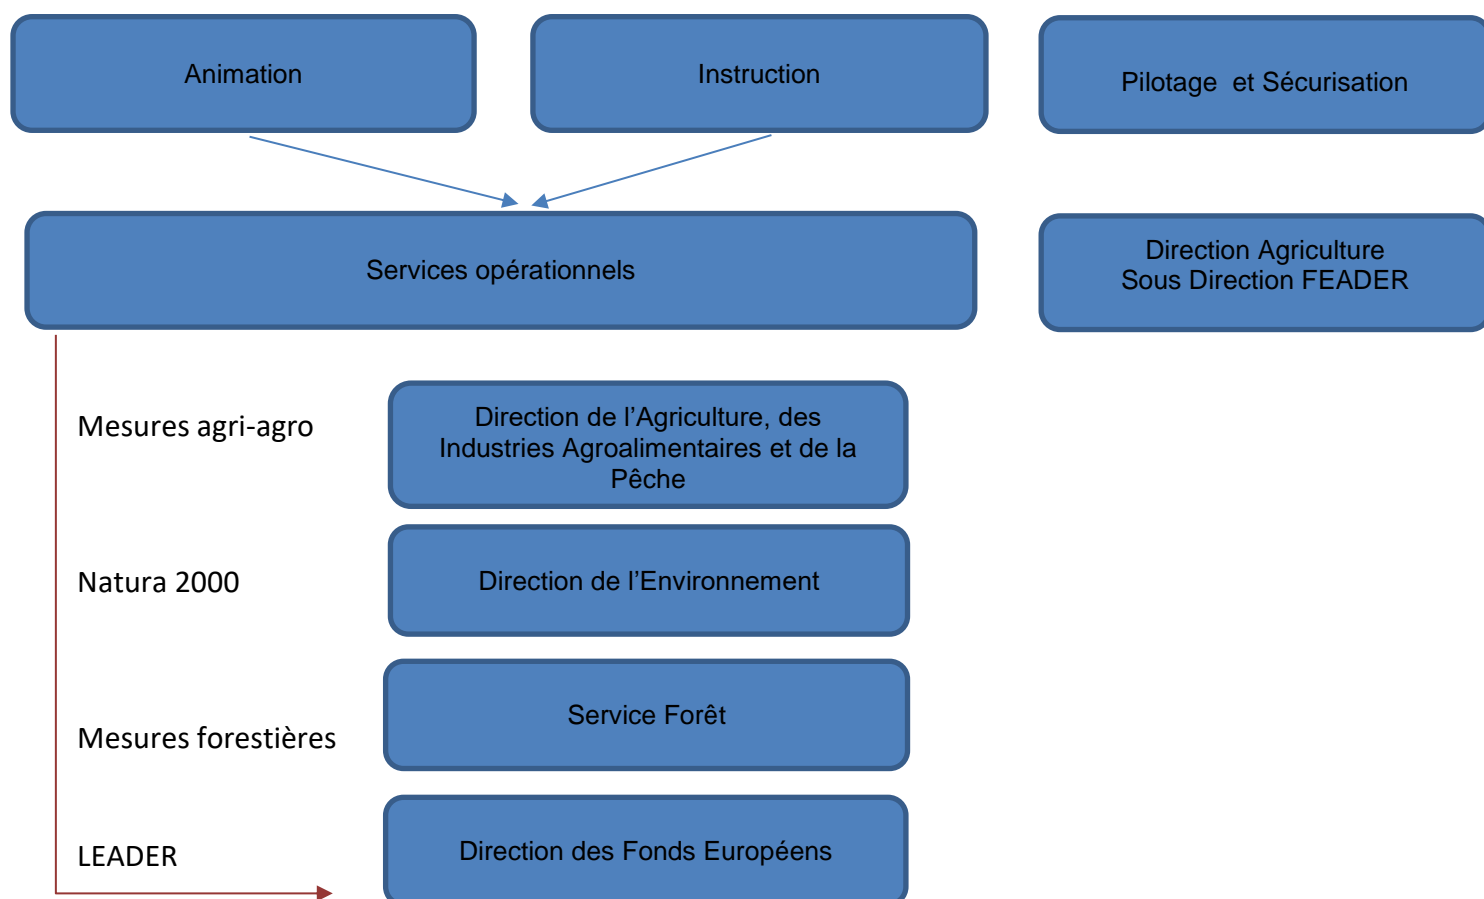 Animation
Instruction
Pilotage  et Sécurisation
Services opérationnels
Direction Agriculture
Sous Direction FEADER
Mesures agri-agro
Direction de l’Agriculture, des
Industries Agroalimentaires et de la
Pêche
Natura 2000
Direction de l’Environnement
Mesures forestières
Service Forêt
LEADER
Direction des Fonds Européens